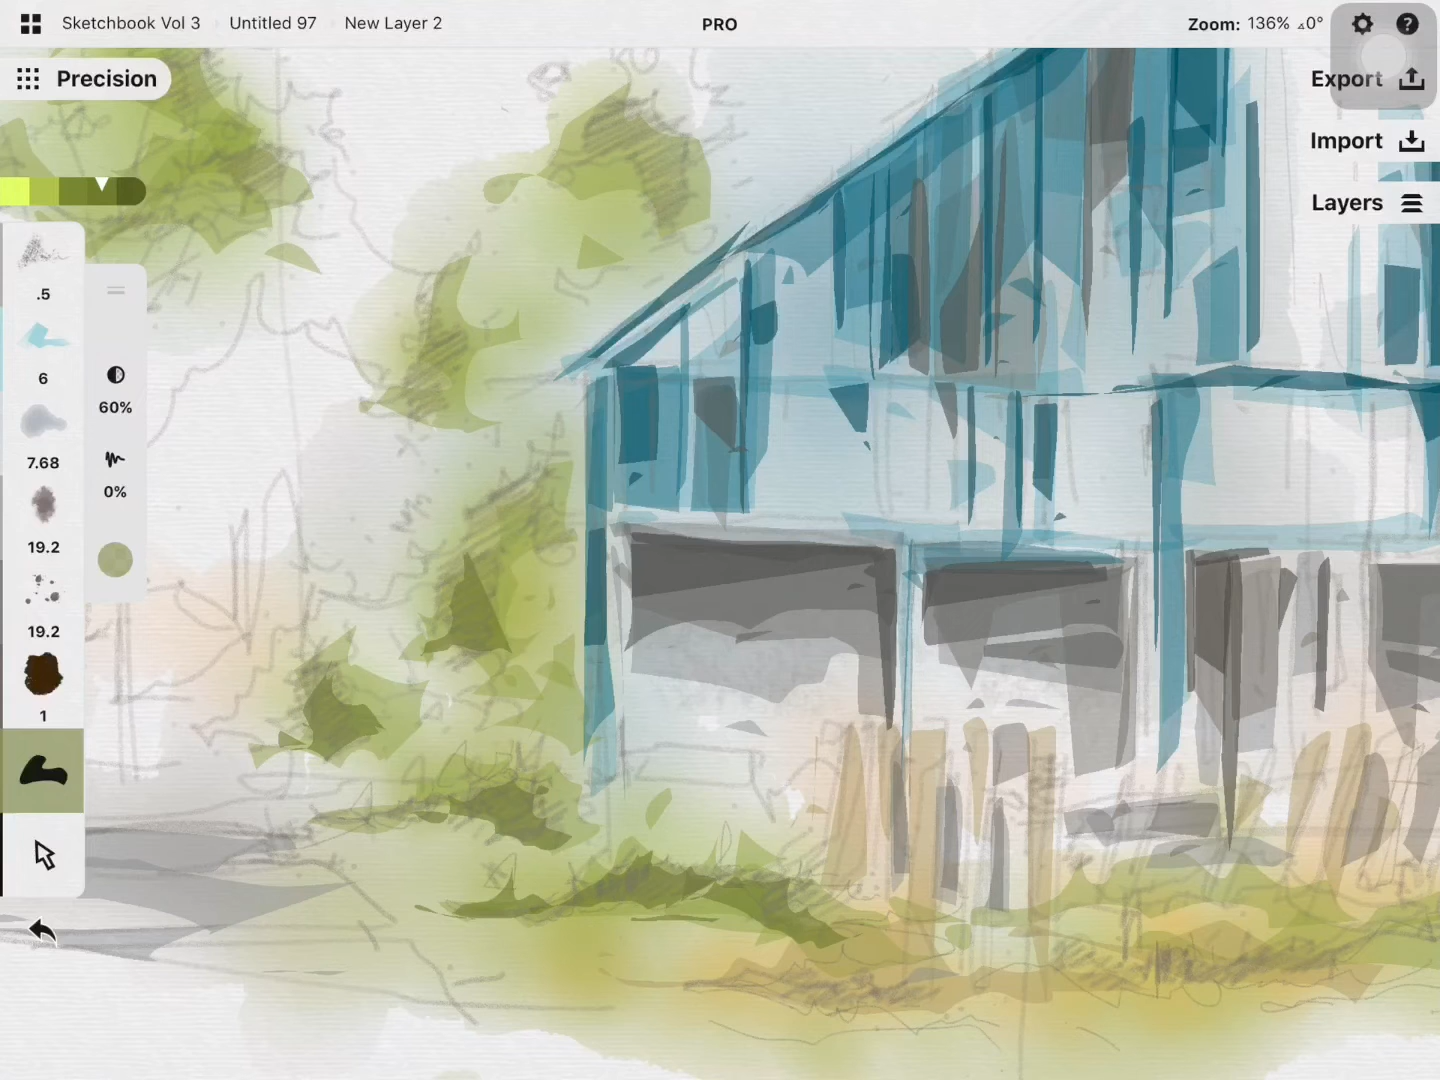 Sketchbook Vol 3 Untitled 97 New Layer 2 PRO Zoom: 136% ⦟0°
Precision
Export
Import
Layers
.5
6
7.68
19.2
19.2
1
60%
0%